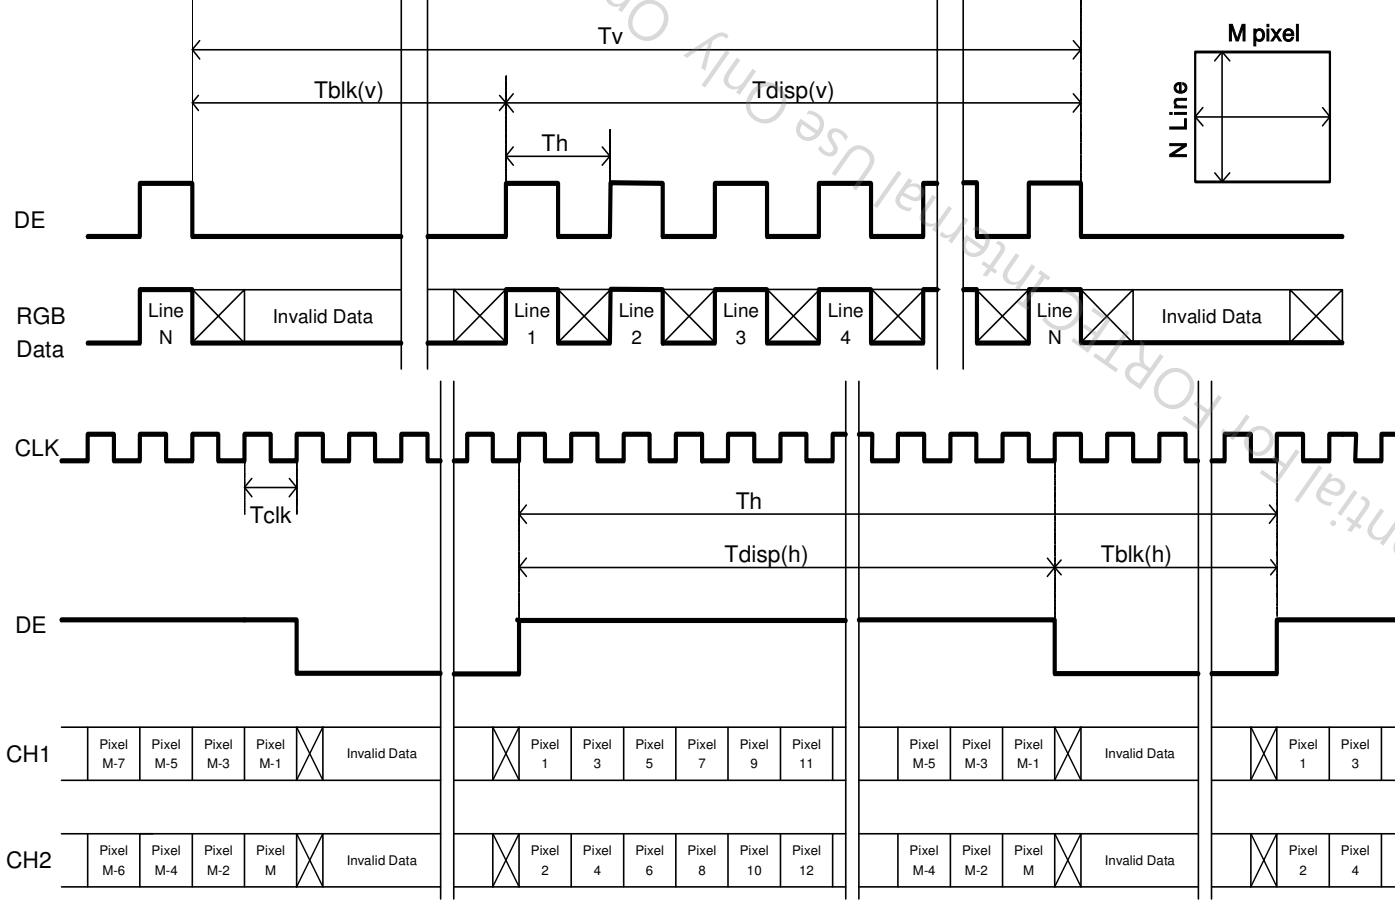 Tv
M pixel
Tblk(v) Tdisp(v)
N Line
Th
DE
RGB Data
Line N
Invalid Data
Line 1
Line 2
Line 3
Line 4
Line N
Invalid Data
CLK
Tclk
Th
Tdisp(h) Tblk(h)
DE
CH1
Pixel M-7
Pixel M-5
Pixel M-3
Pixel M-1
Invalid Data
Pixel 1
Pixel 3
Pixel 5
Pixel 7
Pixel 9
Pixel 11
Pixel M-5
Pixel M-3
Pixel M-1
Invalid Data
Pixel 1
Pixel 3
CH2
Pixel M-6
Pixel M-4
Pixel M-2
Pixel M
Invalid Data
Pixel 2
Pixel 4
Pixel 6
Pixel 8
Pixel 10
Pixel 12
Pixel M-4
Pixel M-2
Pixel M
Invalid Data
Pixel 2
Pixel 4
For FORTEC Internal Use Only